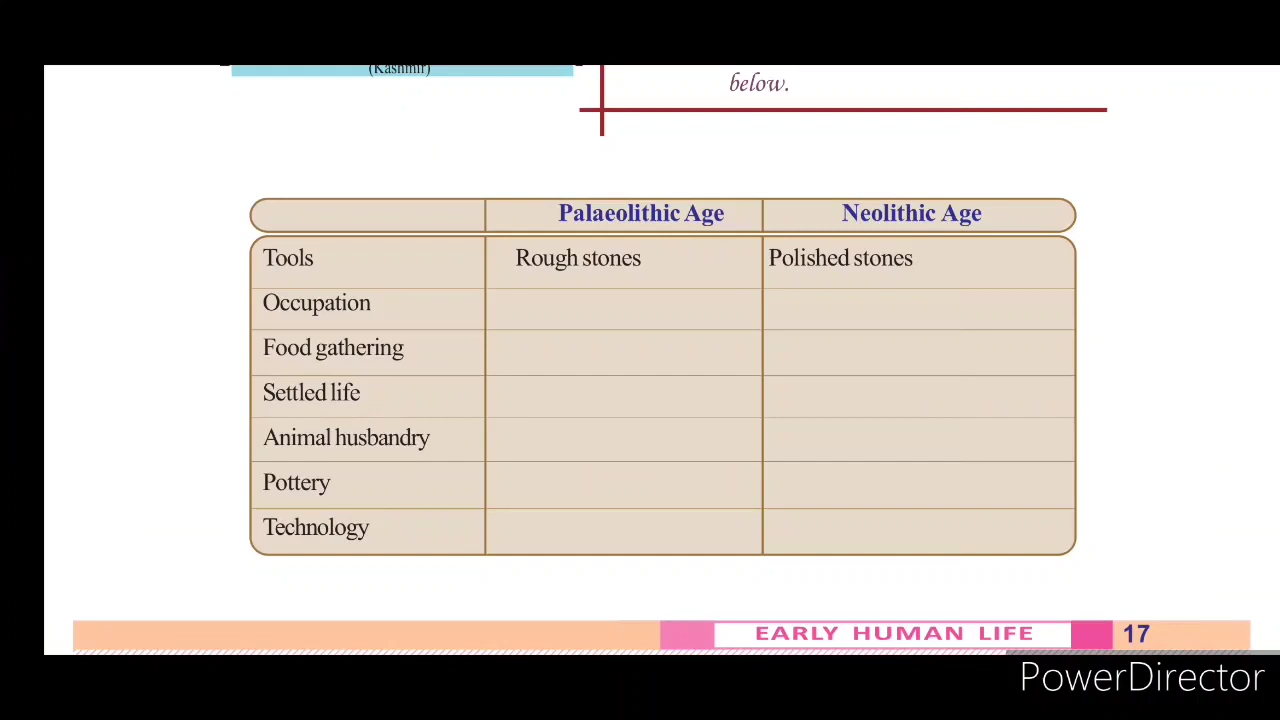 (Kashmir)
below.
Palaeolithic Age Neolithic Age
Tools Rough stones Polished stones
Occupation
Food gathering
Settled life
Animal husbandry
Pottery
Technology
EARLY HUMAN LIFE 17
PowerDirector